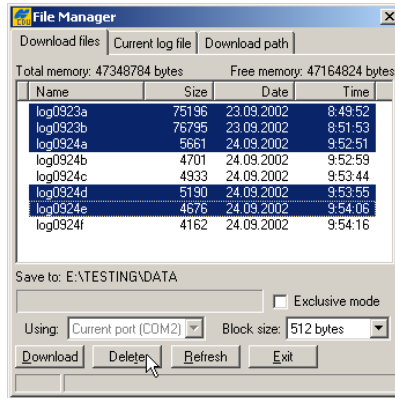 File Manager
Download files Current log file Download path
Total memory: 47348784 bytes Free memory: 47164824 bytes
Name Size Date Time
log0923a 75196 23.09.2002 8:49:52
log0923b 76795 23.09.2002 8:51:53
log0924a 5661 24.09.2002 9:52:51
log0924b 4701 24.09.2002 9:52:59
log0924c 4933 24.09.2002 9:53:44
log0924d 5190 24.09.2002 9:53:55
log0924e 4676 24.09.2002 9:54:06
log0924f 4162 24.09.2002 9:54:16
Save to: E:\TESTING\DATA
Exclusive mode
Using: Current port (COM2) Block size: 512 bytes
Download Delete Refresh Exit